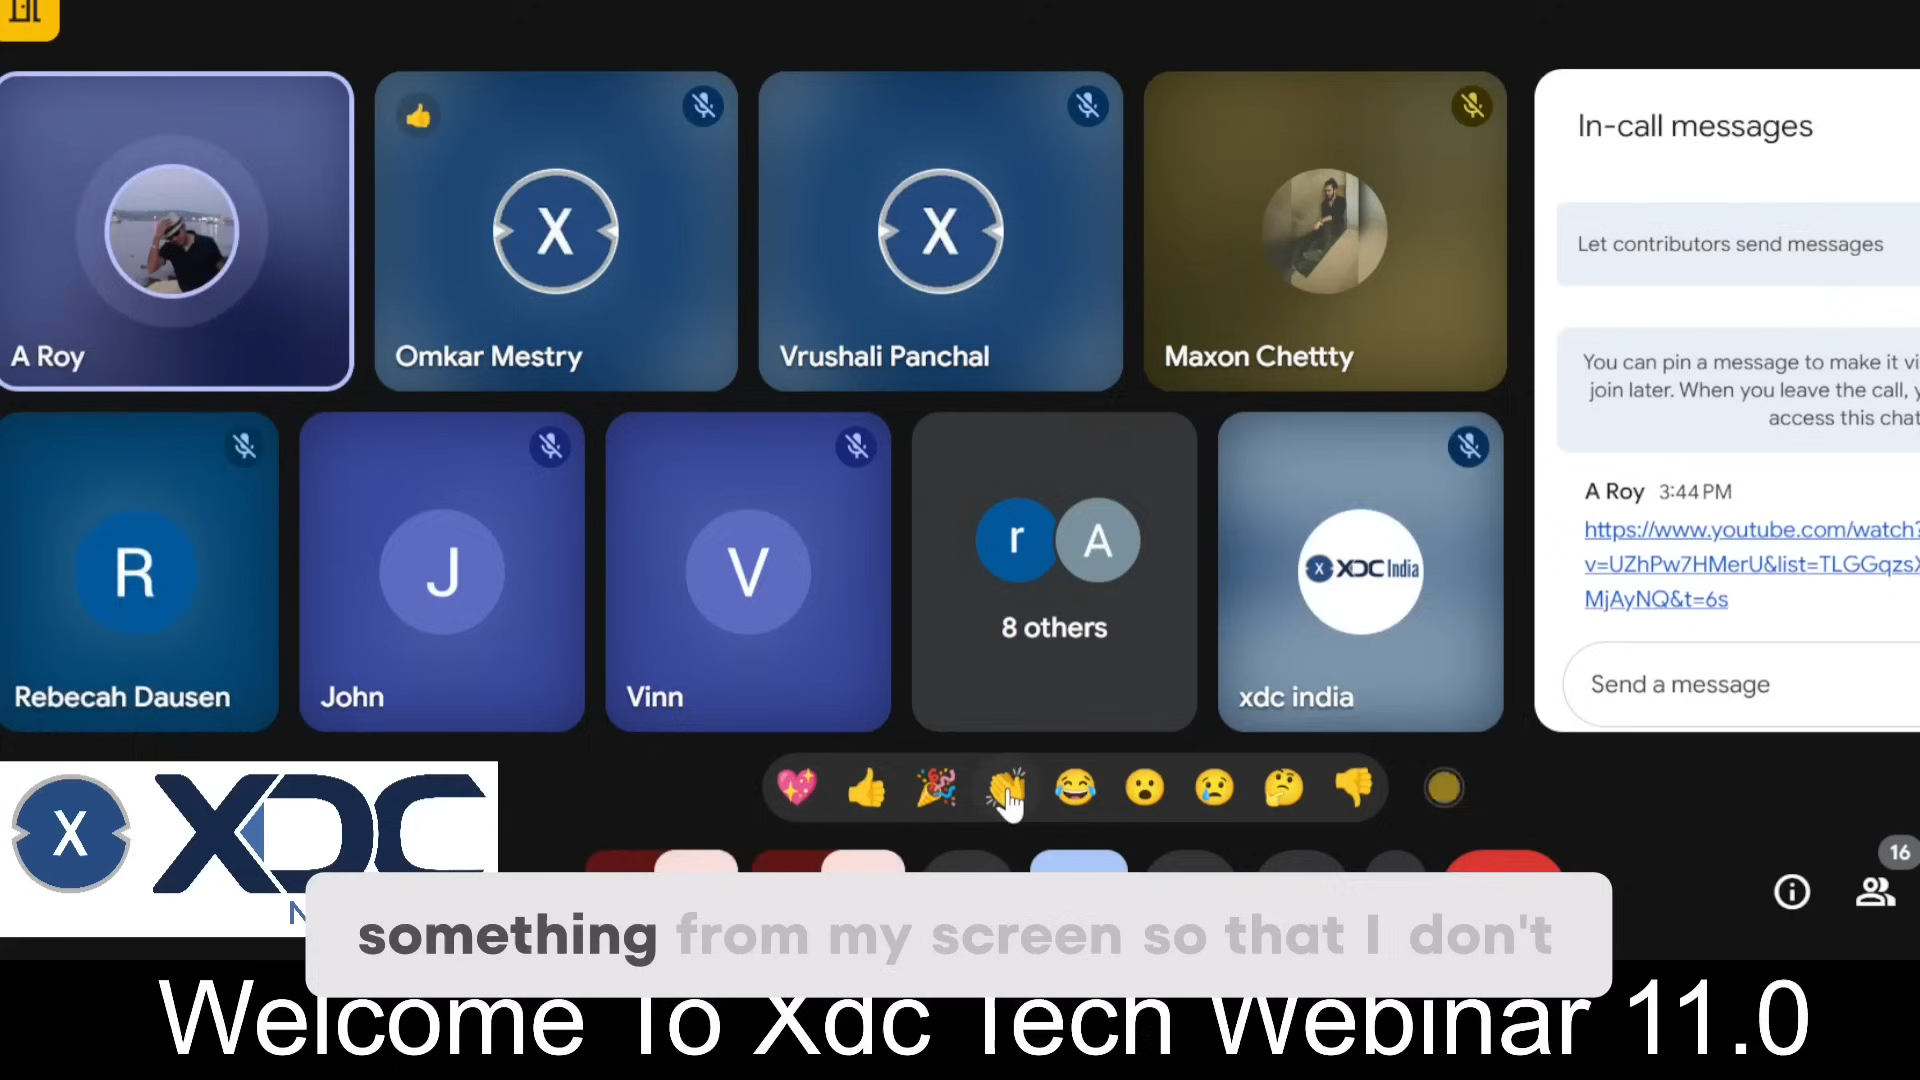 In-call messages
Let contributors send messages
You can pin a message to make it vi
join later. When you leave the call, y
access this chat
A Roy 3:44 PM
https://www.youtube.com/watch?
v=UZhPw7HMerU&list=TLGGqzsX
MjAyNQ&t=6s
Send a message
X
X
A Roy
Omkar Mestry
Vrushali Panchal
Maxon Chettty
R
J
V
r
A
8 others
X XDC India
Rebecah Dausen
John
Vinn
xdc india
X XDC
N
16
something from my screen so that I don't
Welcome To Xdc Tech Webinar 11.0